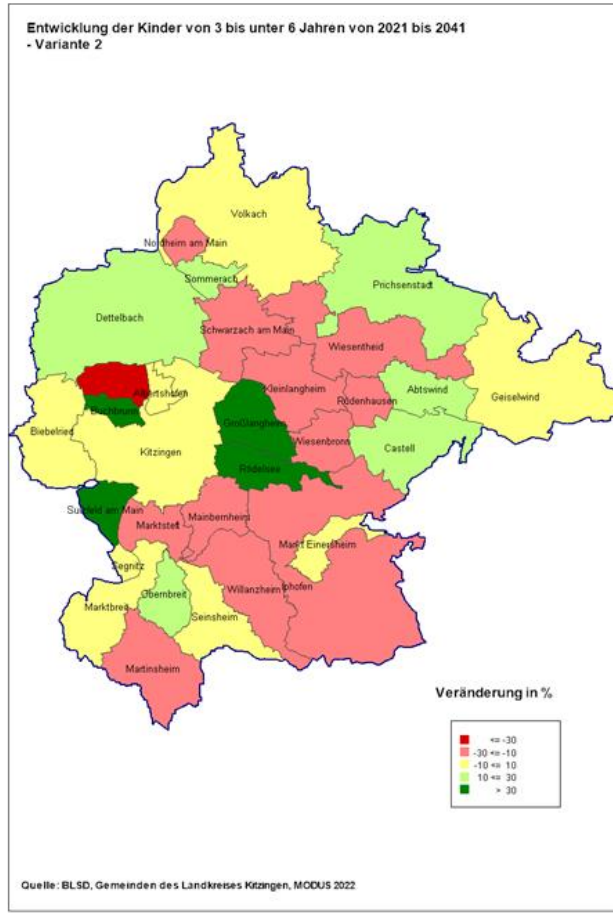 Entwicklung der Kinder von 3 bis unter 6 Jahren von 2021 bis 2041
- Variante 2
Volkach
Nordheim am Main
Sommerach
Prichsenstadt
Dettelbach
Schwarzach am Main
Wiesentheid
Kleinlangheim
Albertshofen
Abtswind
Geiselwind
Rödenhausen
Buchbrunn
Großlangheim
Biebelried
Wiesenbronn
Castell
Kitzingen
Rödelsee
Sulzfeld am Main
Mainbernheim
Marktsteft
Markt Einersheim
Segnitz
Obernbreit
Willanzheim
Iphofen
Marktbreit
Seinsheim
Martinsheim
Veränderung in %
<= -30
-30 <= -10
-10 <= 10
10 <= 30
> 30
Quelle: BLSD, Gemeinden des Landkreises Kitzingen, MODUS 2022